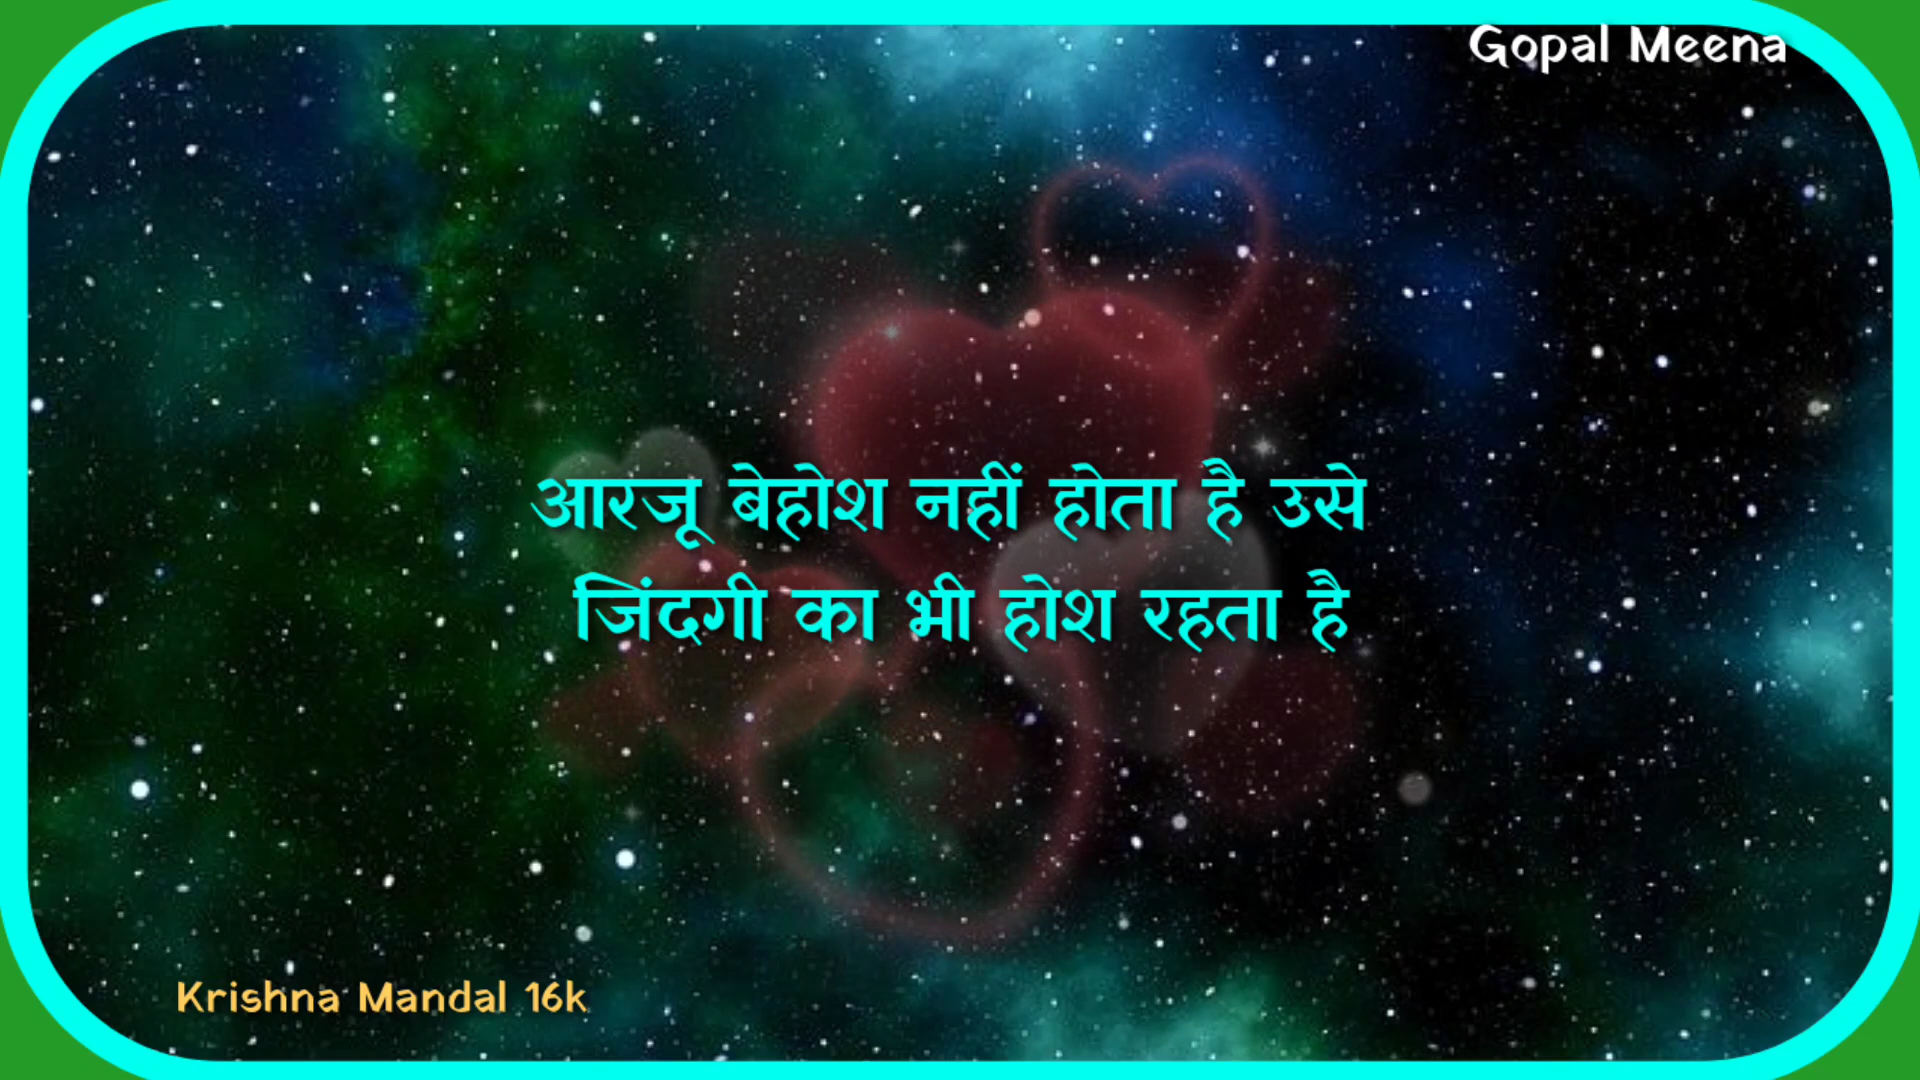 Gopal Meena
आरजू बेहोश नहीं होता है उसे
जिंदगी का भी होश रहता है
Krishna Mandal 16k